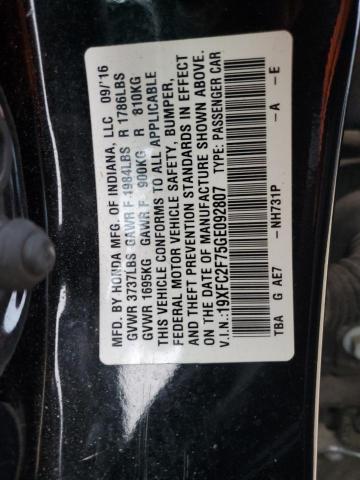 MFD. BY HONDA MFG. OF INDIANA, LLC 09/'16
GVWR 3737LBS GAWR F 1984LBS R 1786LBS
GVWR 1695KG GAWR F 900KG R 810KG
THIS VEHICLE CONFORMS TO ALL APPLICABLE
FEDERAL MOTOR VEHICLE SAFETY, BUMPER,
AND THEFT PREVENTION STANDARDS IN EFFECT
ON THE DATE OF MANUFACTURE SHOWN ABOVE.
V.I.N.:19XFC2F75GE092807 TYPE: PASSENGER CAR
TBA G AE7 -NH731P -A -E